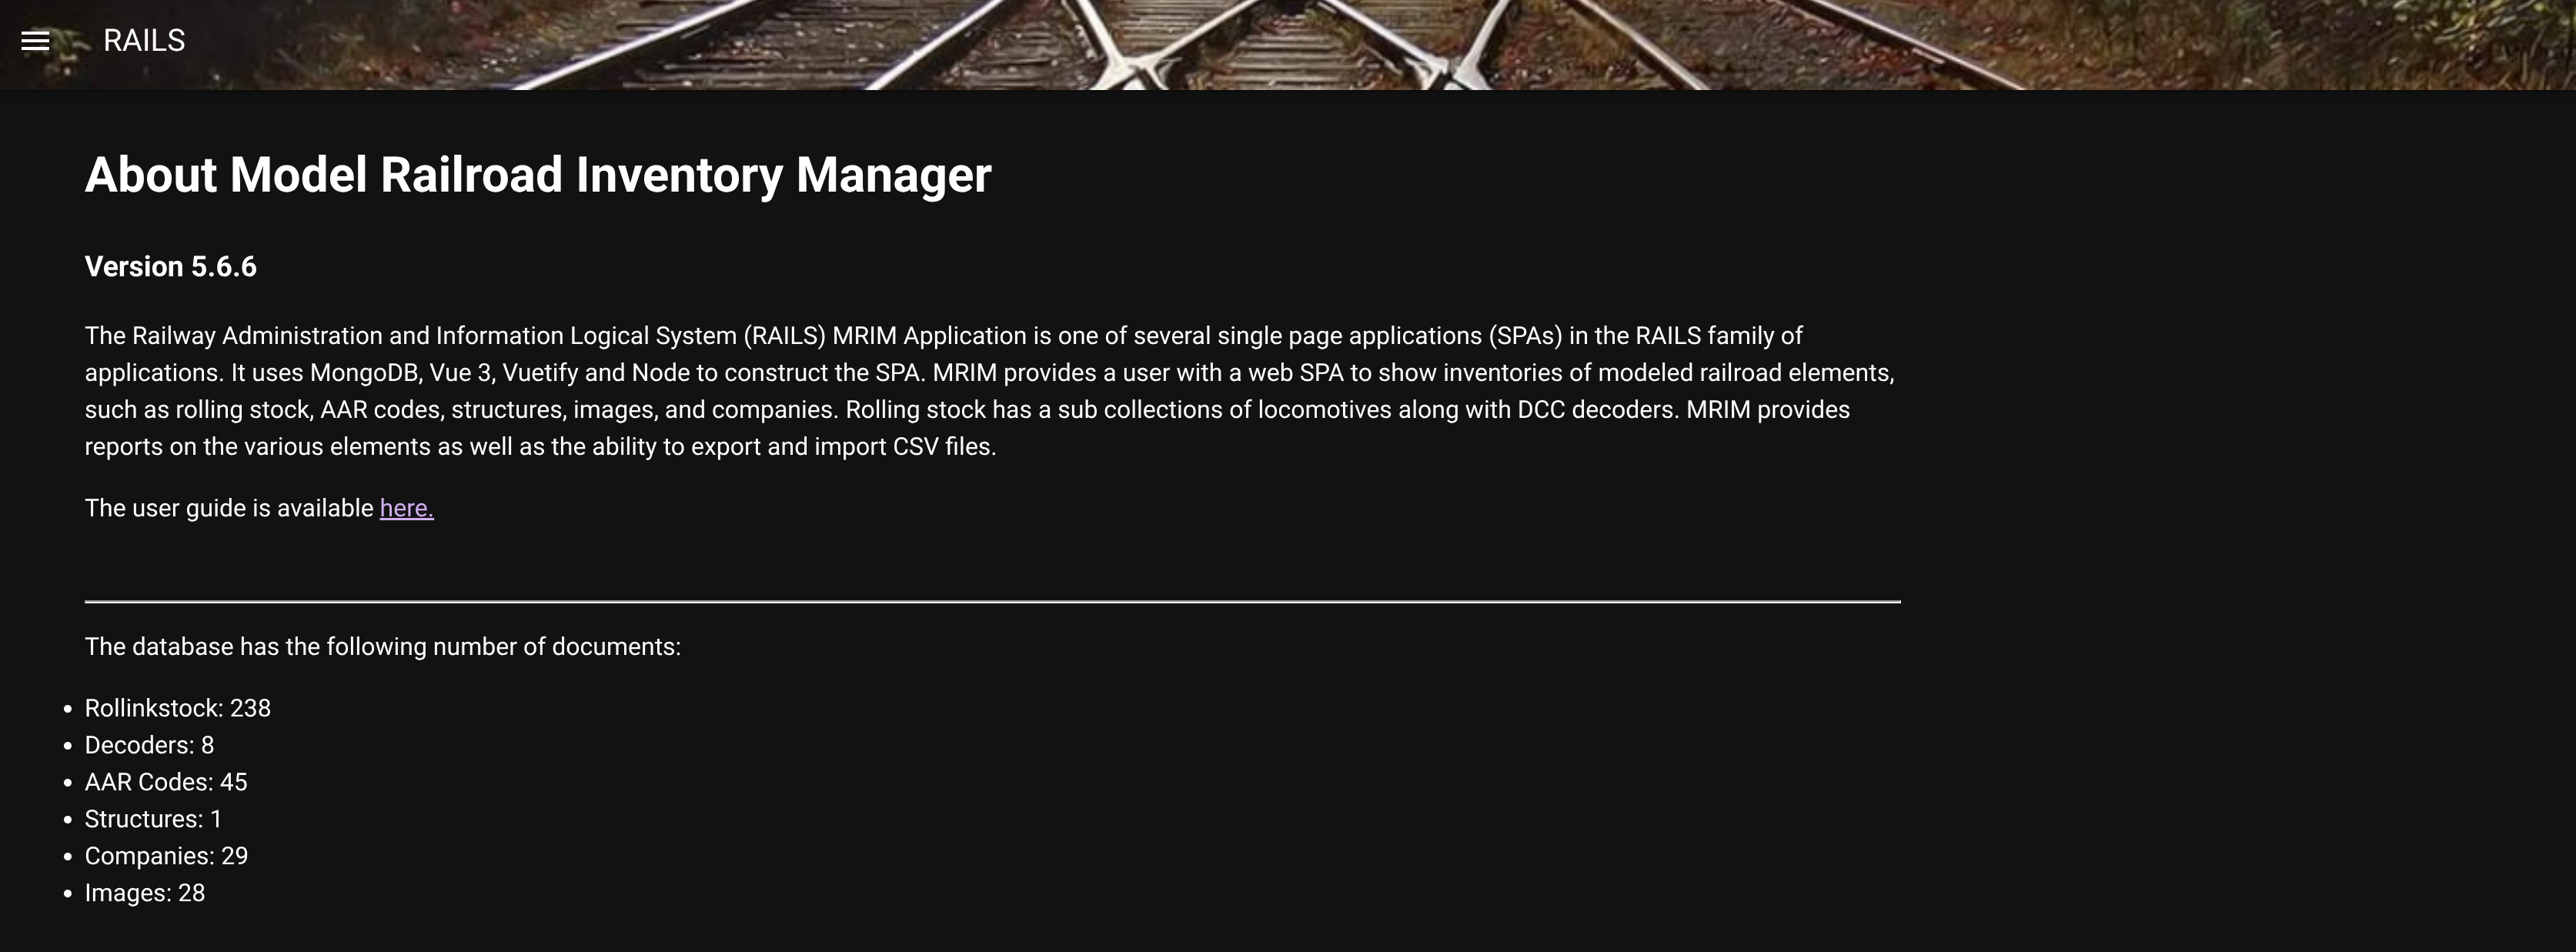 RAILS
About Model Railroad Inventory Manager
Version 5.6.6
The Railway Administration and Information Logical System (RAILS) MRIM Application is one of several single page applications (SPAs) in the RAILS family of
applications. It uses MongoDB, Vue 3, Vuetify and Node to construct the SPA. MRIM provides a user with a web SPA to show inventories of modeled railroad elements,
such as rolling stock, AAR codes, structures, images, and companies. Rolling stock has a sub collections of locomotives along with DCC decoders. MRIM provides
reports on the various elements as well as the ability to export and import CSV files.
The user guide is available here.
The database has the following number of documents:
• Rollinkstock: 238
• Decoders: 8
• AAR Codes: 45
• Structures: 1
• Companies: 29
• Images: 28